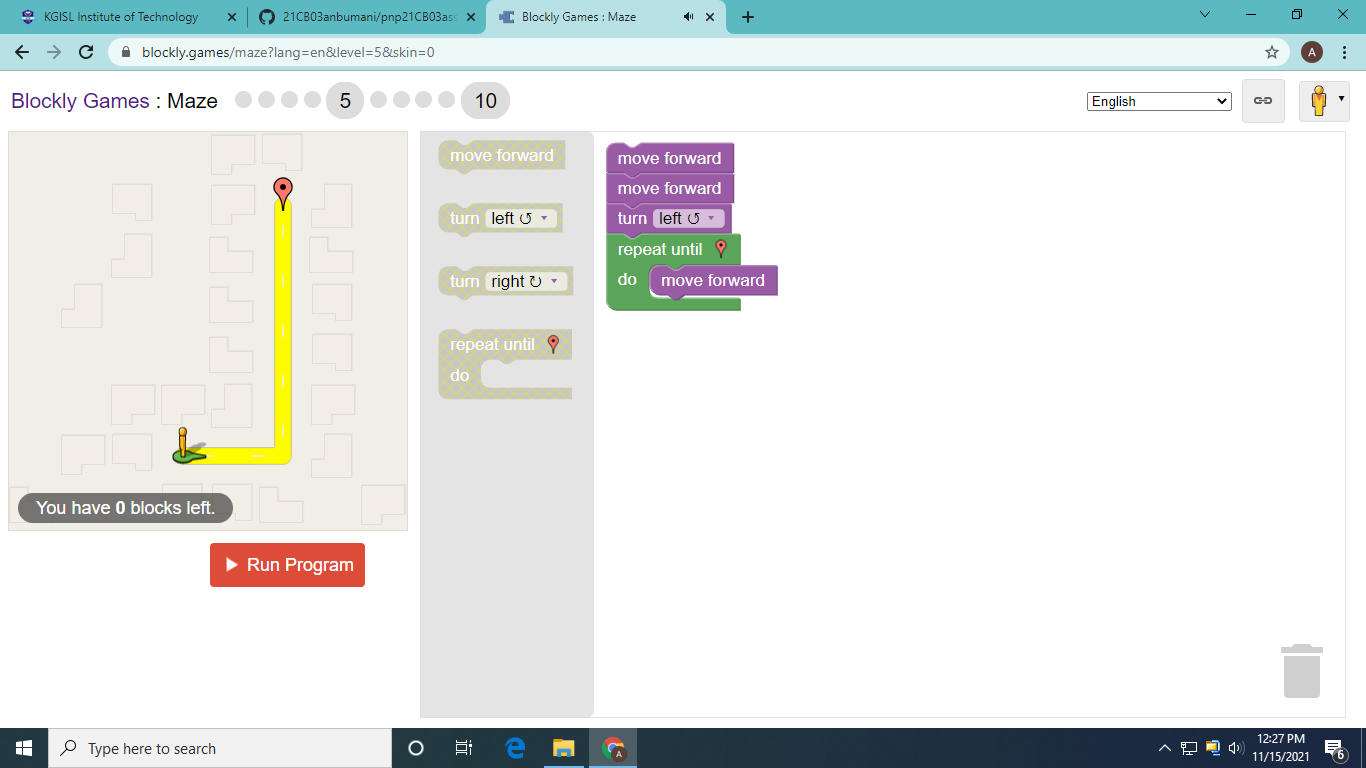 KGISL Institute of Technology
21CB03anbumani/pnp21CB03ass
Blockly Games : Maze
blockly.games/maze?lang=en&level=5&skin=0
A
Blockly Games : Maze
5
10
English
move forward
turn left ↺
turn right ↻
repeat until
do
move forward
move forward
turn left ↺
repeat until
do move forward
You have 0 blocks left.
Run Program
Type here to search
A
12:27 PM
11/15/2021
6